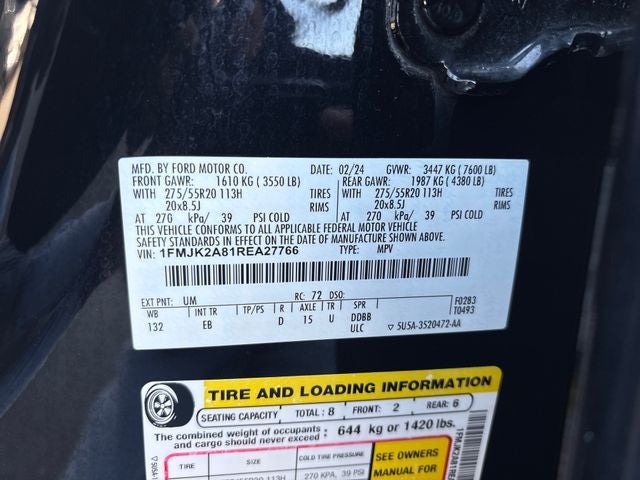 MFD. BY FORD MOTOR CO. DATE: 02/24 GVWR: 3447 KG ( 7600 LB)
FRONT GAWR: 1610 KG ( 3550 LB) REAR GAWR: 1987 KG ( 4380 LB)
WITH 275/55R20 113H TIRES WITH 275/55R20 113H TIRES
20x8.5J RIMS 20x8.5J RIMS
AT 270 kPa/ 39 PSI COLD AT 270 kPa/ 39 PSI COLD
THIS VEHICLE CONFORMS TO ALL APPLICABLE FEDERAL MOTOR VEHICLE
SAFETY STANDARDS IN EFFECT ON THE DATE OF MANUFACTURE SHOWN ABOVE.
VIN: 1FMJK2A81REA27766 TYPE: MPV
EXT PNT: UM RC: 72 DSO: F0283
WB INT TR TP/PS R AXLE TR SPR T0493
132 EB D 15 U DDBB
ULC 5U5A-3520472-AA
TIRE AND LOADING INFORMATION
SEATING CAPACITY TOTAL: 8 FRONT: 2 REAR: 6
The combined weight of occupants and cargo should never exceed: 644 kg or 1420 lbs.
TIRE SIZE COLD TIRE PRESSURE SEE OWNERS
MANUAL FOR
270 KPA, 39 PSI